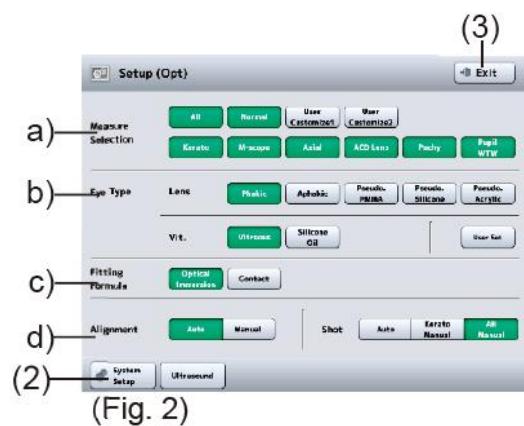 (3)
Setup (Opt) Exit
a) Measure Selection All Normal User Customize1 User Customize2
Kerato M-scope Axial ACD Lens Pachy Pupil WTW
b) Eye Type Lens Phakic Aphakic Pseudo. PMMA Pseudo. Silicone Pseudo. Acrylic
Vit. Vitreous Silicone Oil User Set
c) Fitting Formula Optical Immersion Contact
d) Alignment Auto Manual Shot Auto Kerato Manual All Manual
(2) System Setup Ultrasound
(Fig. 2)